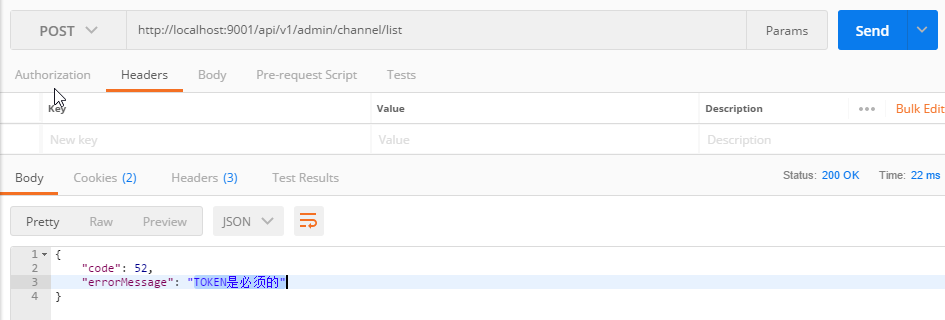 POST http://localhost:9001/api/v1/admin/channel/list Params Send
Authorization Headers Body Pre-request Script Tests
Key Value Description ••• Bulk Edit
New key Value Description
Body Cookies (2) Headers (3) Test Results Status: 200 OK Time: 22 ms
Pretty Raw Preview JSON
1 {
2 "code": 52,
3 "errorMessage": "TOKEN是必须的"
4 }